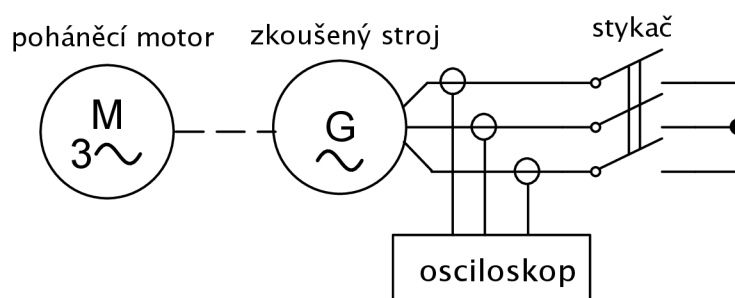 poháněcí motor
zkoušený stroj
stykač
M
3
G
osciloskop